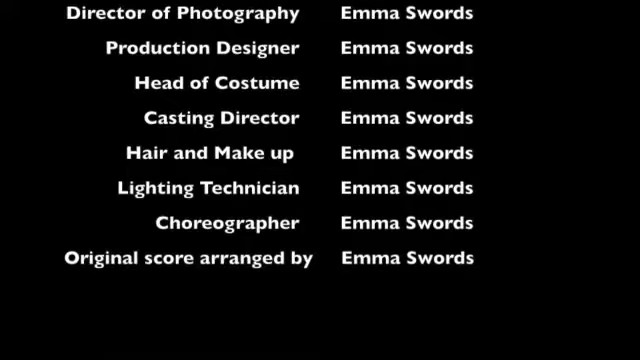 Director of Photography Emma Swords
Production Designer Emma Swords
Head of Costume Emma Swords
Casting Director Emma Swords
Hair and Make up Emma Swords
Lighting Technician Emma Swords
Choreographer Emma Swords
Original score arranged by Emma Swords